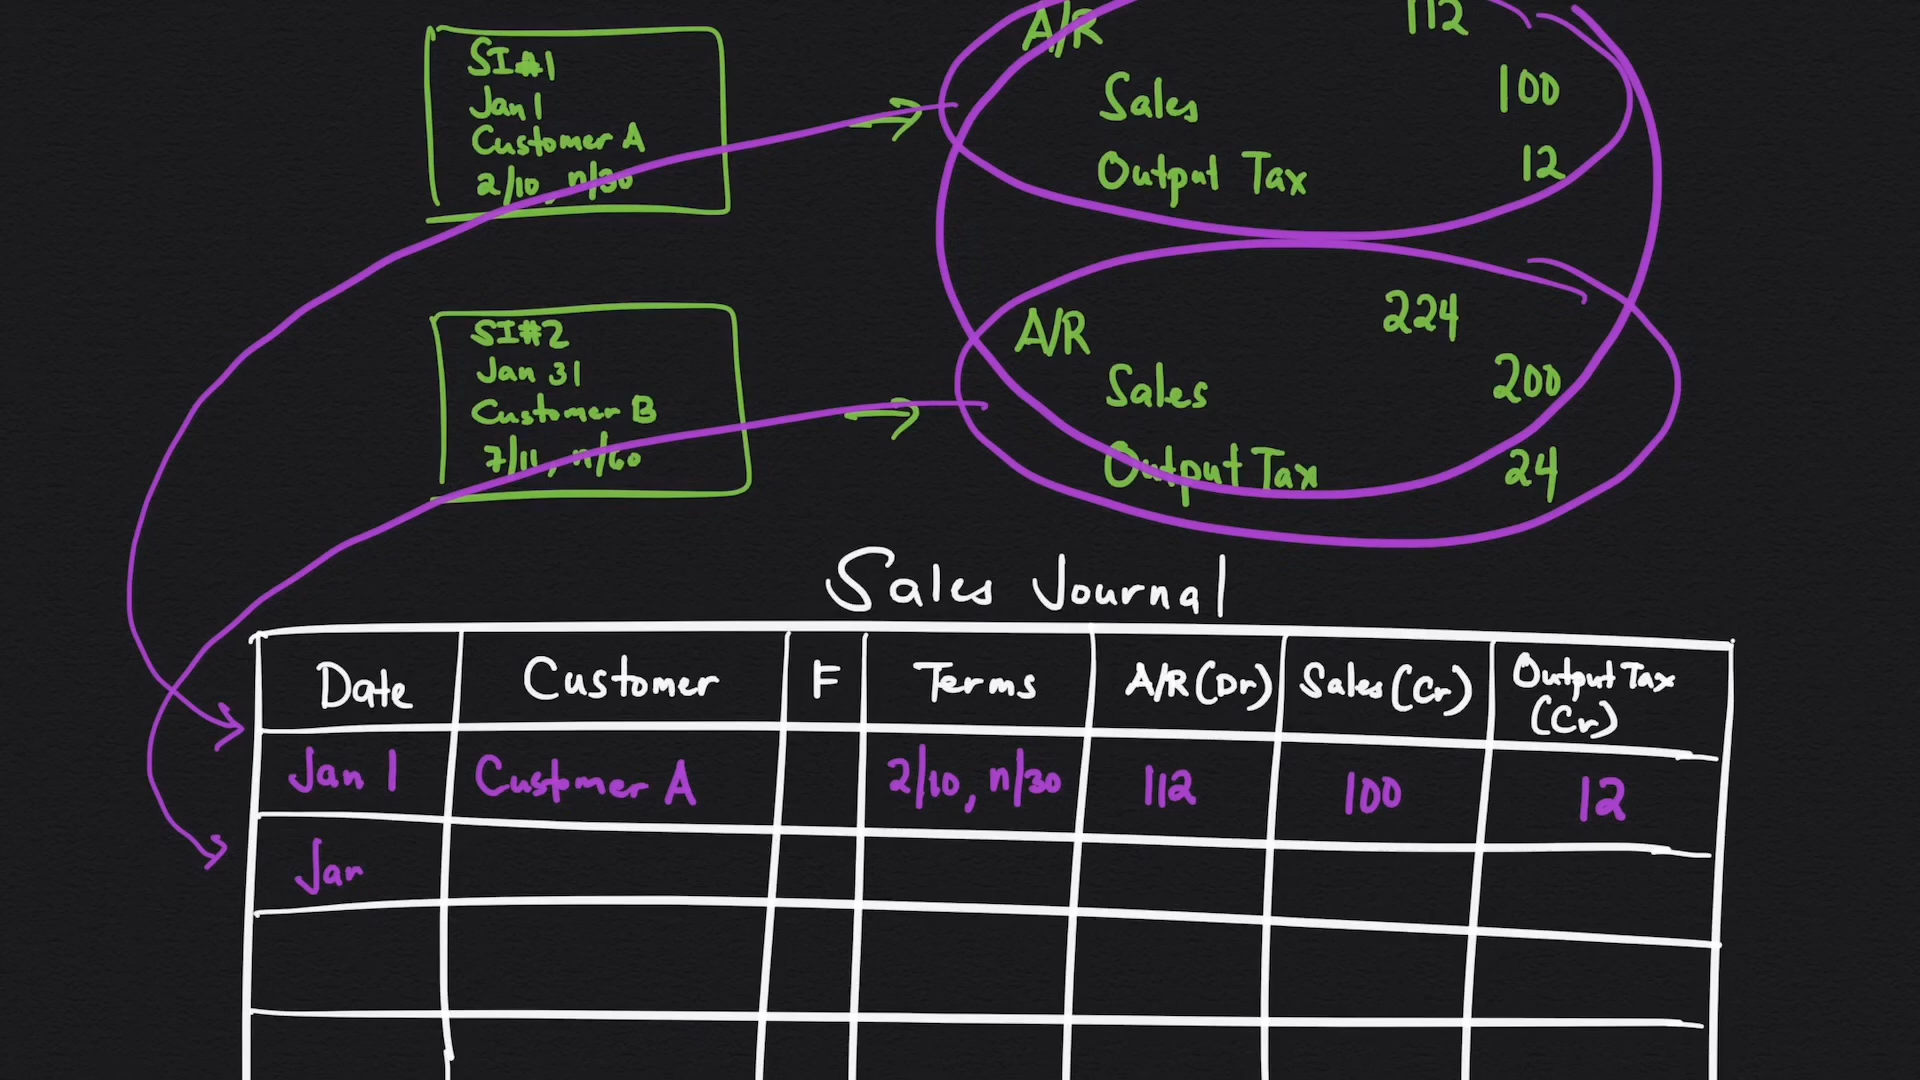 SI#1
Jan 1
Customer A
2/10, n/30
A/R 112
Sales 100
Output Tax 12
SI#2
Jan 31
Customer B
7/11, n/60
A/R 224
Sales 200
Output Tax 24
Sales Journal
Date Customer F Terms A/R (Dr) Sales (Cr) Output Tax (Cr)
Jan 1 Customer A 2/10, n/30 112 100 12
Jan